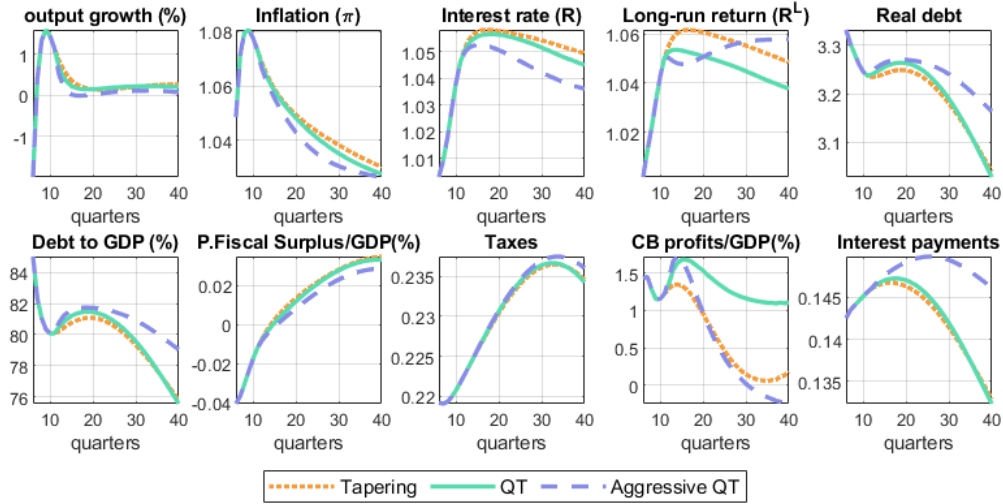 output growth (%)
Inflation (π)
Interest rate (R)
Long-run return (R^L)
Real debt
1
0
-1
10 20 30 40
quarters
1.08
1.06
1.04
10 20 30 40
quarters
1.05
1.04
1.03
1.02
1.01
10 20 30 40
quarters
1.06
1.04
1.02
10 20 30 40
quarters
3.3
3.2
3.1
10 20 30 40
quarters
Debt to GDP (%)
P.Fiscal Surplus/GDP(%)
Taxes
CB profits/GDP(%)
Interest payments
84
82
80
78
76
10 20 30 40
quarters
0.02
0
-0.02
-0.04
10 20 30 40
quarters
0.235
0.23
0.225
0.22
10 20 30 40
quarters
1.5
1
0.5
0
10 20 30 40
quarters
0.145
0.14
0.135
10 20 30 40
quarters
Tapering QT Aggressive QT